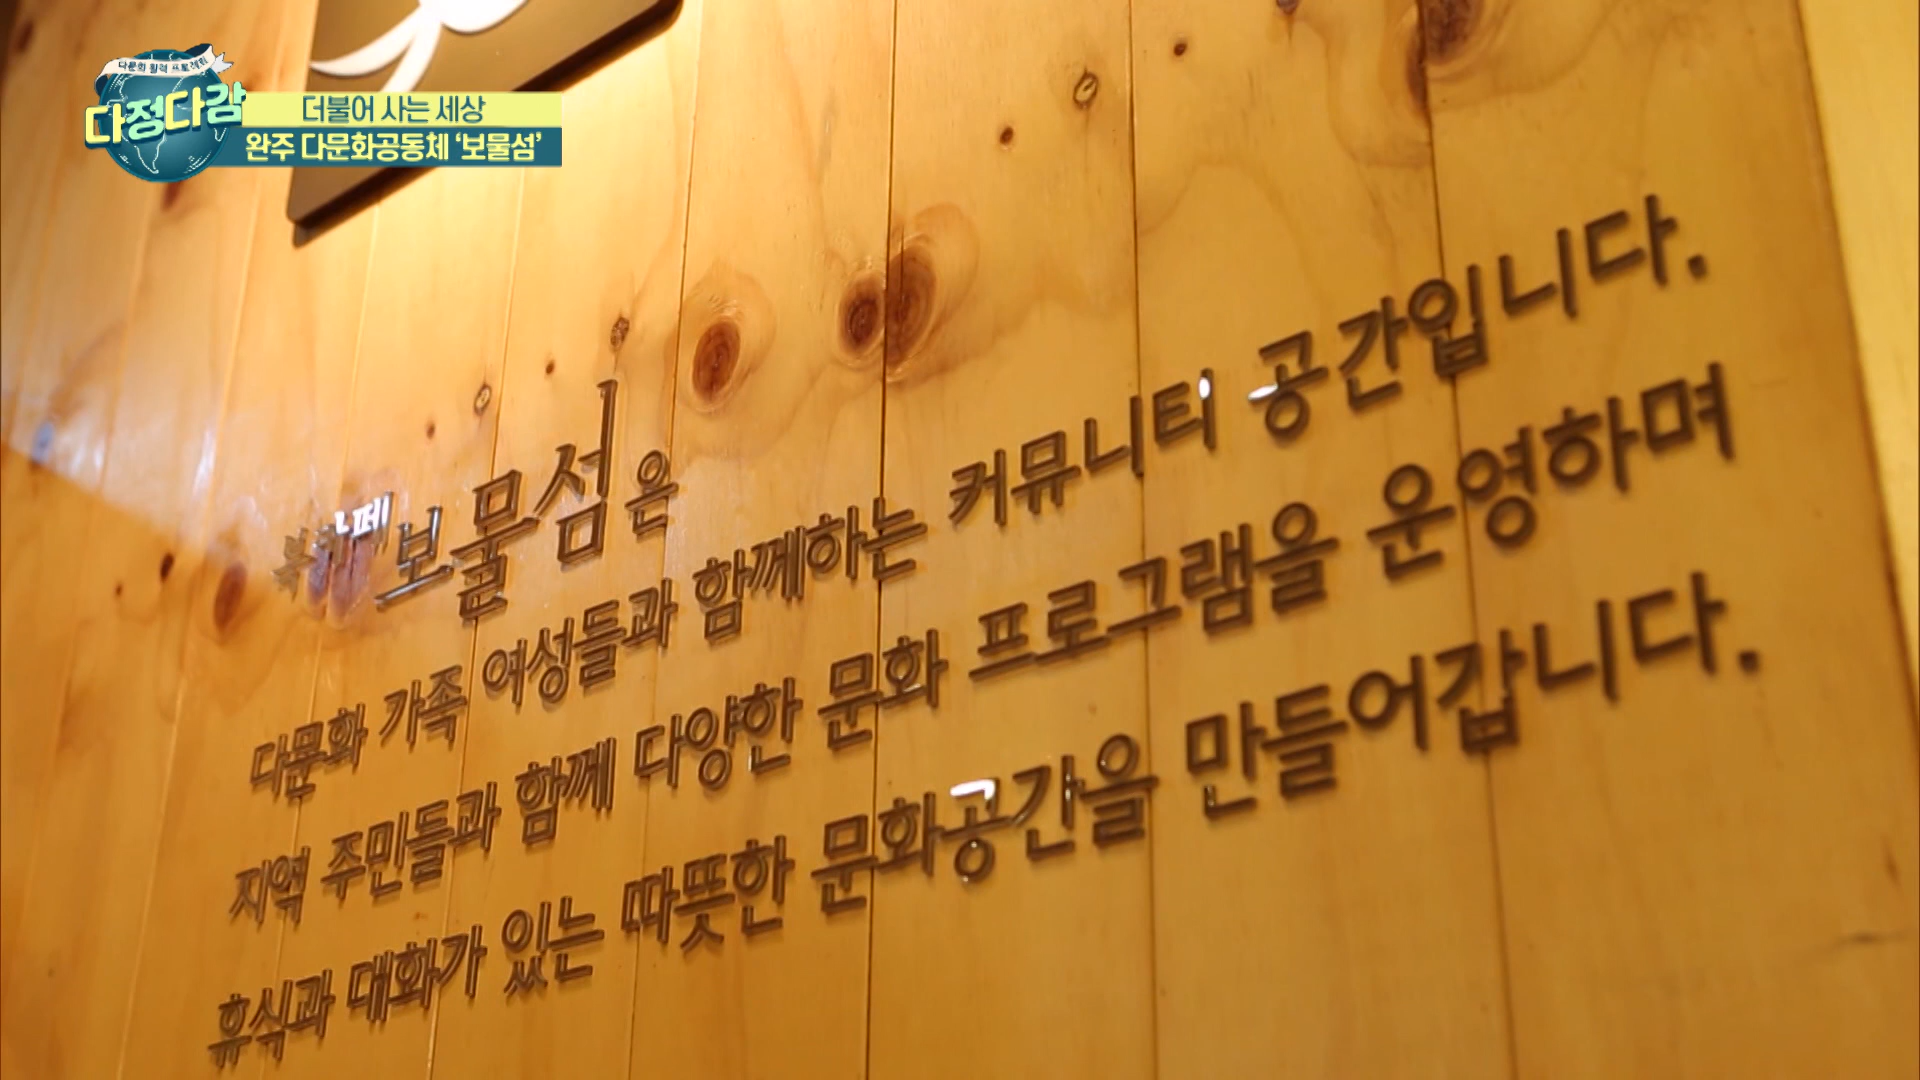 다문화 활력 프로젝트
다정다감
더불어 사는 세상
완주 다문화공동체 ‘보물섬’
북카페 보물섬은
다문화 가족 여성들과 함께하는 커뮤니티 공간입니다.
지역 주민들과 함께 다양한 문화 프로그램을 운영하며
휴식과 대화가 있는 따뜻한 문화공간을 만들어갑니다.